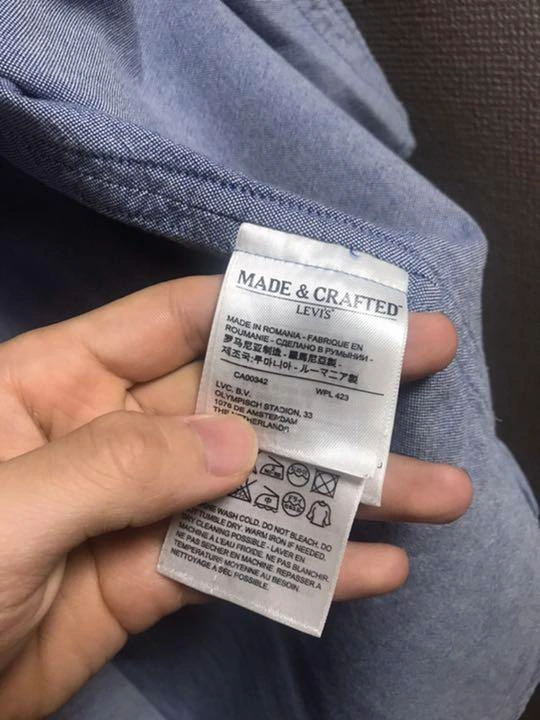 MADE & CRAFTED™
LEVI'S®
MADE IN ROMANIA - FABRIQUE EN
ROUMANIE - СДЕЛАНО В РУМЫНИИ -
罗马尼亚制造 - 羅馬尼亞製 -
제조국:루마니아 - ルーマニア製
CA00342 WPL 423
LVC. B.V.
OLYMPISCH STADION, 33
1076 DE AMSTERDAM
THE NETHERLANDS
WASH COLD. DO NOT BLEACH. DO
TUMBLE DRY. WARM IRON IF NEEDED.
DRY CLEANING POSSIBLE - LAVER EN
MACHINE A L'EAU FROIDE. NE PAS BLANCHIR.
NE PAS SECHER EN MACHINE. REPASSER A
TEMPERATURE MOYENNE AU BESOIN.
NETTOYAGE A SEC POSSIBLE.